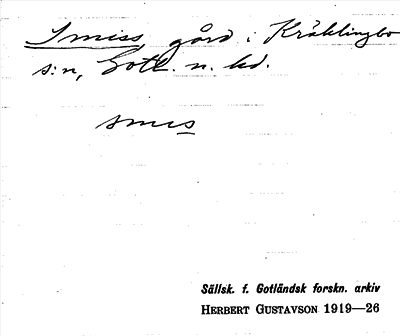 Smiss, gård i Kräklingbo
s:n, Gotl. n. hd.
smis
Sällsk. f. Gotländsk forskn. arkiv
HERBERT GUSTAVSON 1919—26